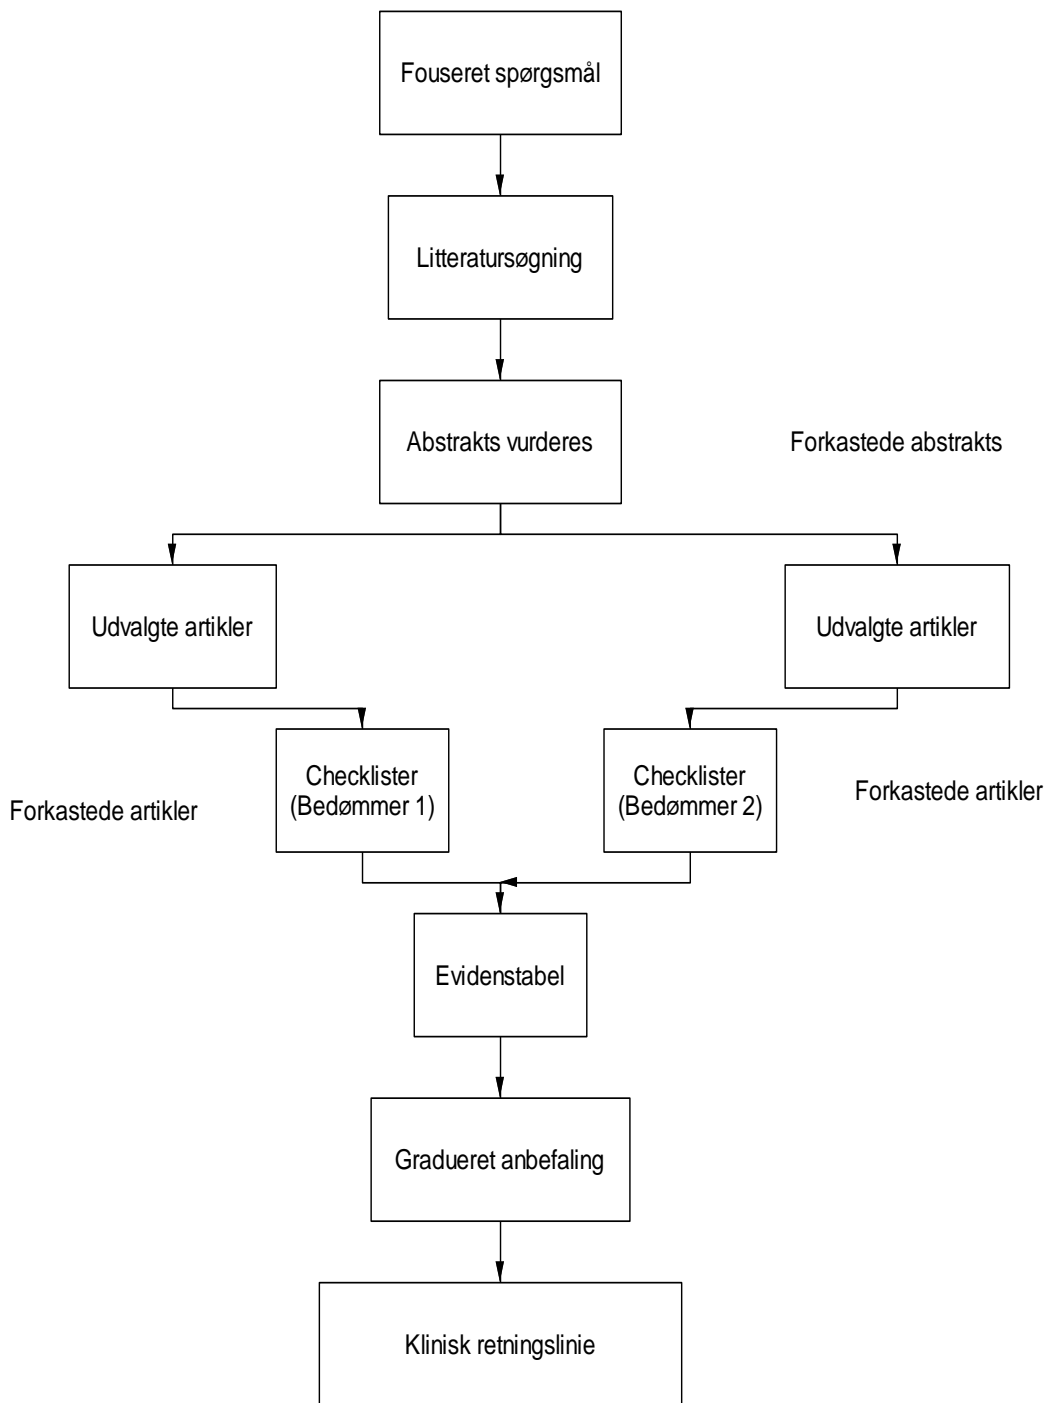 Fouseret spørgsmål
Litteratursøgning
Abstrakts vurderes
Forkastede abstrakts
Udvalgte artikler
Udvalgte artikler
Checklister
(Bedømmer 1)
Checklister
(Bedømmer 2)
Forkastede artikler
Forkastede artikler
Evidenstabel
Gradueret anbefaling
Klinisk retningslinie